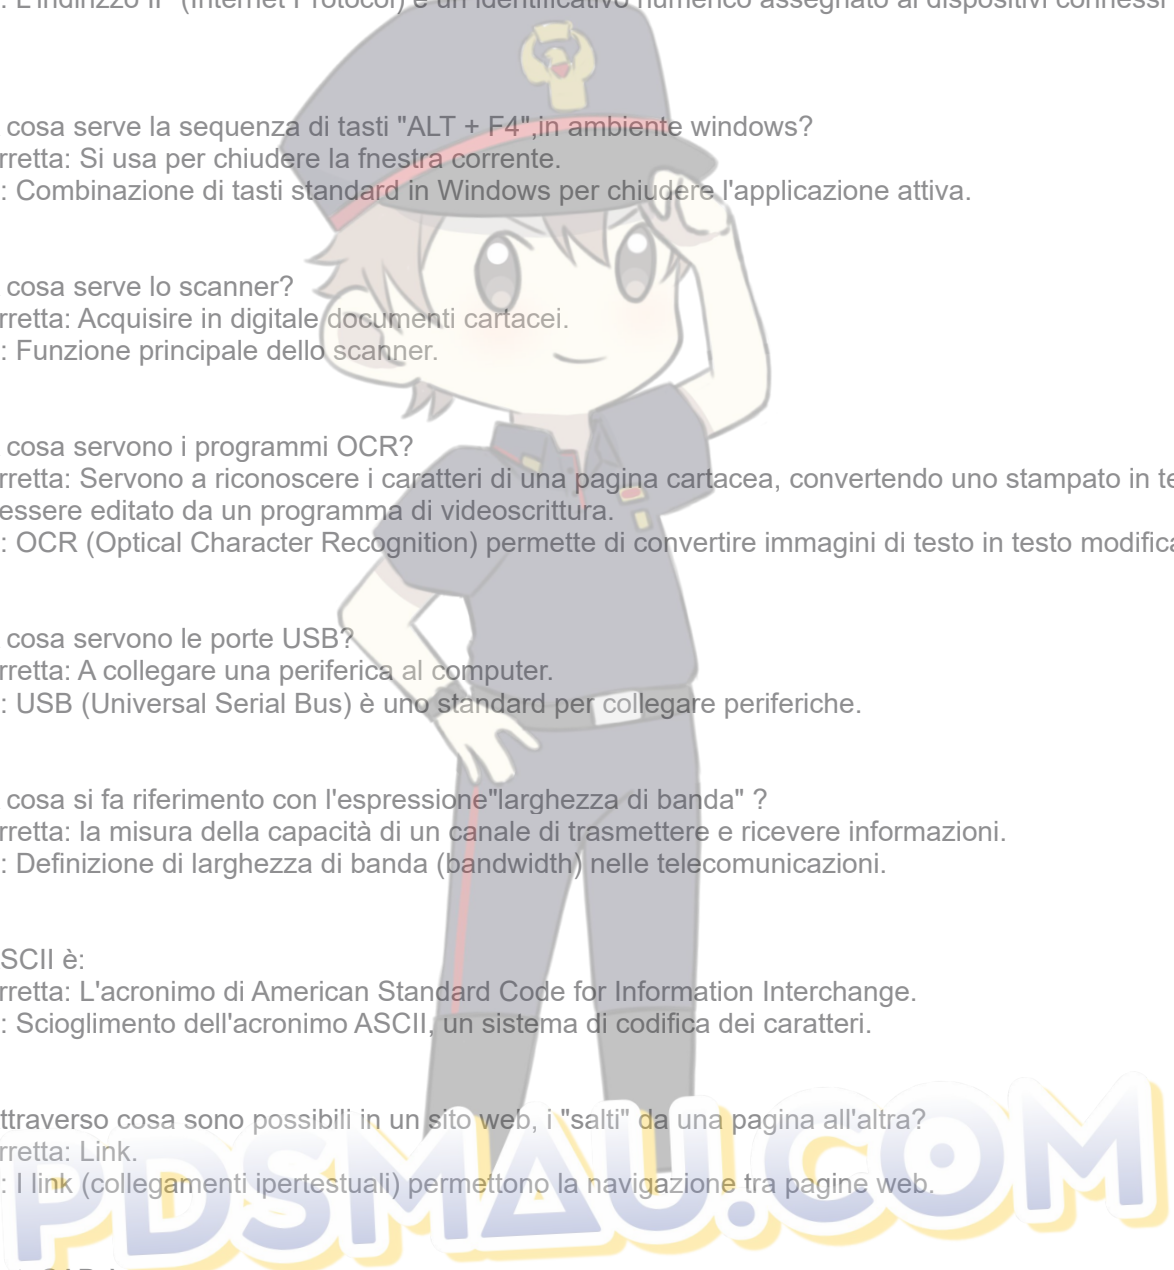 : L'indirizzo IP (Internet Protocol) è un identificativo numerico assegnato ai dispositivi connessi
cosa serve la sequenza di tasti "ALT + F4",in ambiente windows?
rretta: Si usa per chiudere la fnestra corrente.
: Combinazione di tasti standard in Windows per chiudere l'applicazione attiva.
cosa serve lo scanner?
rretta: Acquisire in digitale documenti cartacei.
: Funzione principale dello scanner.
cosa servono i programmi OCR?
rretta: Servono a riconoscere i caratteri di una pagina cartacea, convertendo uno stampato in te
essere editato da un programma di videoscrittura.
: OCR (Optical Character Recognition) permette di convertire immagini di testo in testo modifica
cosa servono le porte USB?
rretta: A collegare una periferica al computer.
: USB (Universal Serial Bus) è uno standard per collegare periferiche.
cosa si fa riferimento con l'espressione"larghezza di banda" ?
rretta: la misura della capacità di un canale di trasmettere e ricevere informazioni.
: Definizione di larghezza di banda (bandwidth) nelle telecomunicazioni.
SCII è:
rretta: L'acronimo di American Standard Code for Information Interchange.
: Scioglimento dell'acronimo ASCII, un sistema di codifica dei caratteri.
ttraverso cosa sono possibili in un sito web, i "salti" da una pagina all'altra?
rretta: Link.
: I link (collegamenti ipertestuali) permettono la navigazione tra pagine web.
PDSMAU.COM